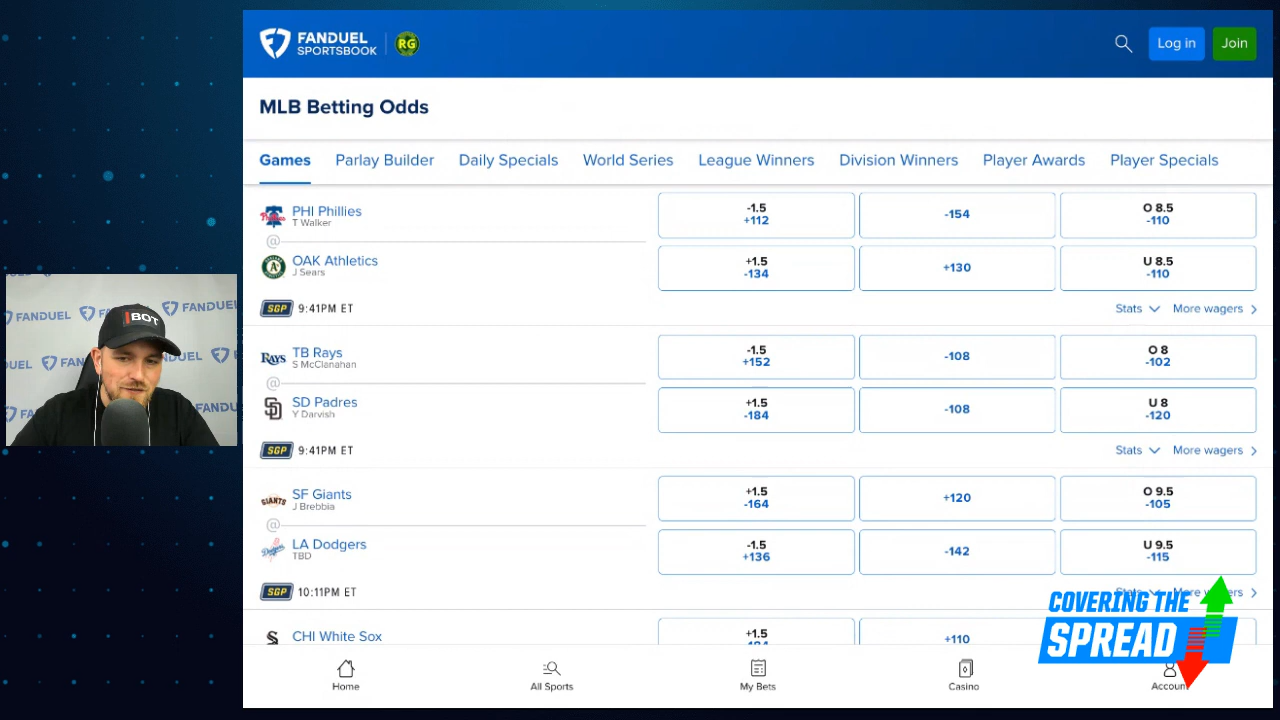 FANDUEL
SPORTSBOOK
RG
Log in
Join
MLB Betting Odds
Games Parlay Builder Daily Specials World Series League Winners Division Winners Player Awards Player Specials
PHI Phillies
T Walker
-1.5
+112
-154
O 8.5
-110
@
OAK Athletics
J Sears
+1.5
-134
+130
U 8.5
-110
SGP 9:41PM ET
Stats More wagers
TB Rays
S McClanahan
-1.5
+152
-108
O 8
-102
@
SD Padres
Y Darvish
+1.5
-184
-108
U 8
-120
SGP 9:41PM ET
Stats More wagers
SF Giants
J Brebbia
+1.5
-164
+120
O 9.5
-105
@
LA Dodgers
TBD
-1.5
+136
-142
U 9.5
-115
SGP 10:11PM ET
CHI White Sox
+1.5
+110
Home
All Sports
My Bets
Casino
Account
COVERING THE
SPREAD
FANDUEL
FANDUEL
BOT